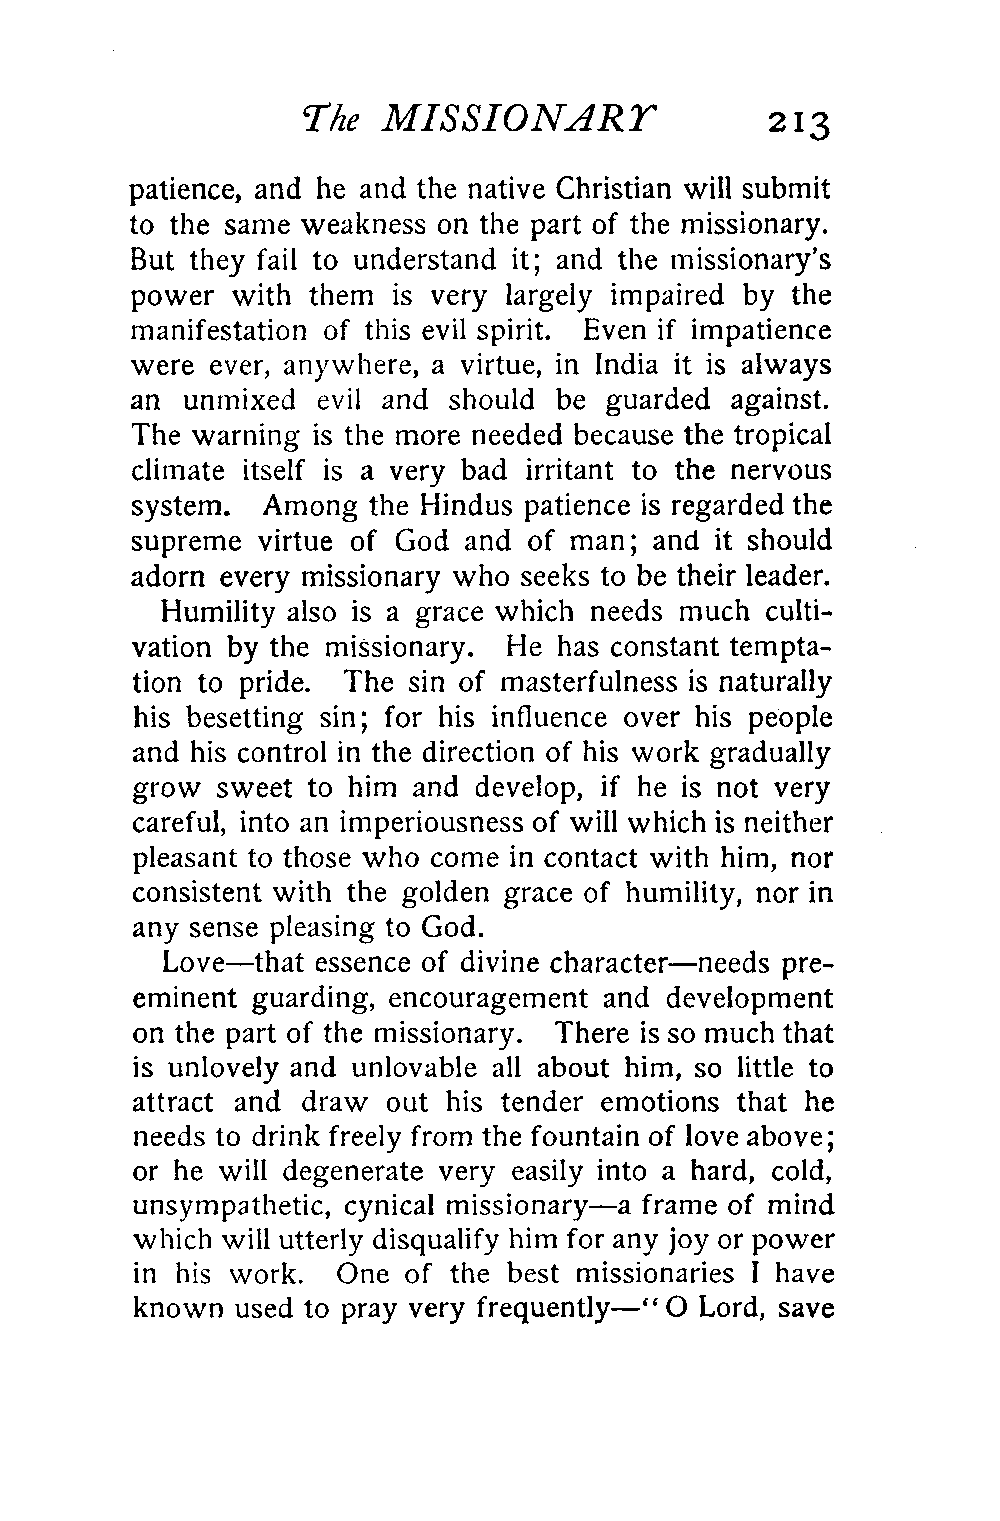 The MISSIONARY 213
patience, and he and the native Christian will submit
to the same weakness on the part of the missionary.
But they fail to understand it; and the missionary's
power with them is very largely impaired by the
manifestation of this evil spirit. Even if impatience
were ever, anywhere, a virtue, in India it is always
an unmixed evil and should be guarded against.
The warning is the more needed because the tropical
climate itself is a very bad irritant to the nervous
system. Among the Hindus patience is regarded the
supreme virtue of God and of man; and it should
adorn every missionary who seeks to be their leader.
Humility also is a grace which needs much culti-
vation by the missionary. He has constant tempta-
tion to pride. The sin of masterfulness is naturally
his besetting sin; for his influence over his people
and his control in the direction of his work gradually
grow sweet to him and develop, if he is not very
careful, into an imperiousness of will which is neither
pleasant to those who come in contact with him, nor
consistent with the golden grace of humility, nor in
any sense pleasing to God.
Love—that essence of divine character—needs pre-
eminent guarding, encouragement and development
on the part of the missionary. There is so much that
is unlovely and unlovable all about him, so little to
attract and draw out his tender emotions that he
needs to drink freely from the fountain of love above;
or he will degenerate very easily into a hard, cold,
unsympathetic, cynical missionary—a frame of mind
which will utterly disqualify him for any joy or power
in his work. One of the best missionaries I have
known used to pray very frequently—"O Lord, save